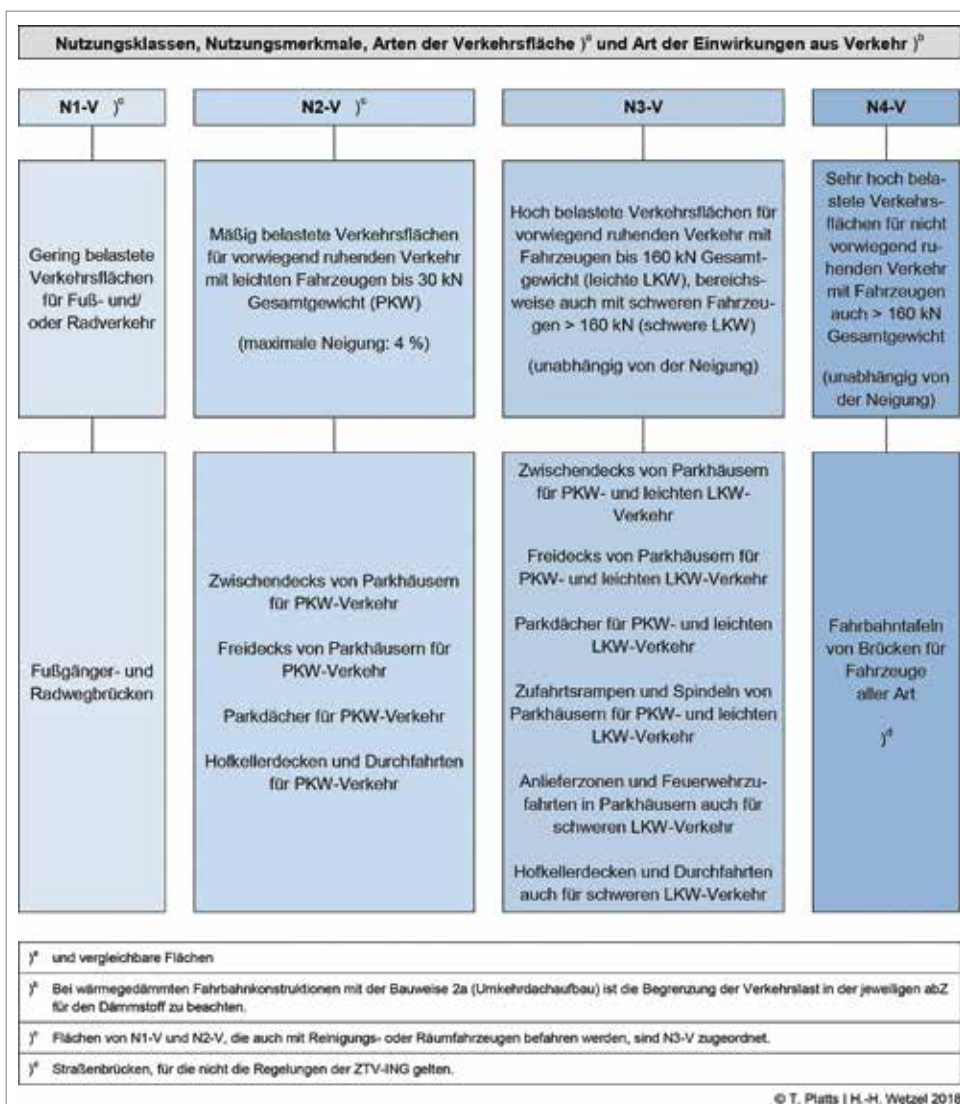 Nutzungsklassen, Nutzungsmerkmale, Arten der Verkehrsfläche )ᵃ und Art der Einwirkungen aus Verkehr )ᵇ
N1-V )ᶜ
Gering belastete
Verkehrsflächen
für Fuß- und/
oder Radverkehr
Fußgänger- und
Radwegbrücken
N2-V )ᶜ
Mäßig belastete Verkehrsflächen
für vorwiegend ruhenden Verkehr
mit leichten Fahrzeugen bis 30 kN
Gesamtgewicht (PKW)
(maximale Neigung: 4 %)
Zwischendecks von Parkhäusern
für PKW-Verkehr
Freidecks von Parkhäusern für
PKW-Verkehr
Parkdächer für PKW-Verkehr
Hofkellerdecken und Durchfahrten
für PKW-Verkehr
N3-V
Hoch belastete Verkehrsflächen für
vorwiegend ruhenden Verkehr mit
Fahrzeugen bis 160 kN Gesamt-
gewicht (leichte LKW), bereichs-
weise auch mit schweren Fahrzeu-
gen > 160 kN (schwere LKW)
(unabhängig von der Neigung)
Zwischendecks von Parkhäusern
für PKW- und leichten LKW-
Verkehr
Freidecks von Parkhäusern für
PKW- und leichten LKW-Verkehr
Parkdächer für PKW- und leichten
LKW-Verkehr
Zufahrtsrampen und Spindeln von
Parkhäusern für PKW- und leichten
LKW-Verkehr
Anlieferzonen und Feuerwehrzu-
fahrten in Parkhäusern auch für
schweren LKW-Verkehr
Hofkellerdecken und Durchfahrten
auch für schweren LKW-Verkehr
N4-V
Sehr hoch bela-
stete Verkehrs-
flächen für nicht
vorwiegend ru-
henden Verkehr
mit Fahrzeugen
auch > 160 kN
Gesamtgewicht
(unabhängig von
der Neigung)
Fahrbahntafeln
von Brücken für
Fahrzeuge
aller Art
)ᵈ
)ᵃ und vergleichbare Flächen
)ᵇ Bei wärmegedämmten Fahrbahnkonstruktionen mit der Bauweise 2a (Umkehrdachaufbau) ist die Begrenzung der Verkehrslast in der jeweiligen abZ
für den Dämmstoff zu beachten.
)ᶜ Flächen von N1-V und N2-V, die auch mit Reinigungs- oder Räumfahrzeugen befahren werden, sind N3-V zugeordnet.
)ᵈ Straßenbrücken, für die nicht die Regelungen der ZTV-ING gelten.
© T. Platts | H.-H. Wetzel 2018